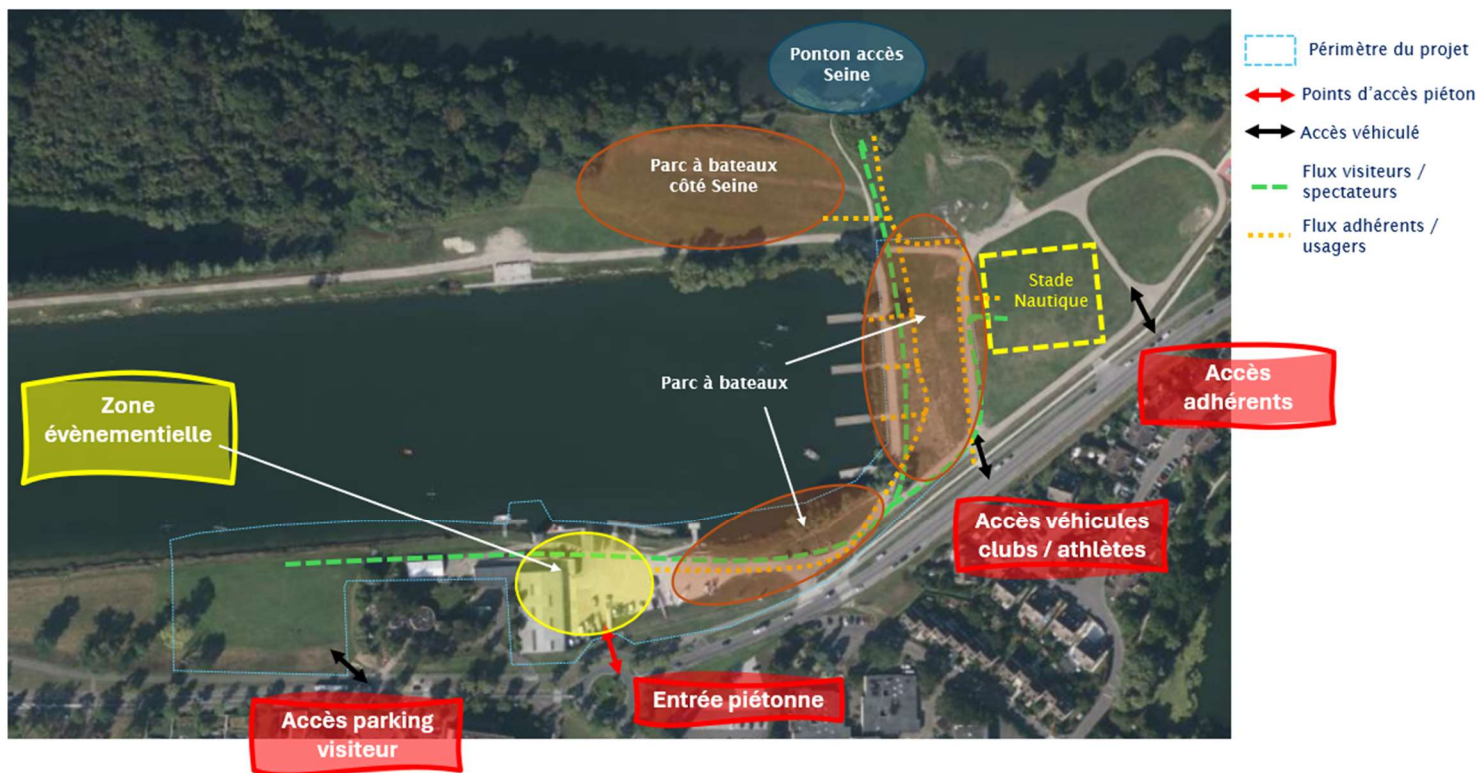 Ponton accès
Seine
Périmètre du projet
Points d'accès piéton
Accès véhiculé
Flux visiteurs /
spectateurs
Flux adhérents /
usagers
Parc à bateaux
côté Seine
Stade
Nautique
Accès
adhérents
Parc à bateaux
Zone
évènementielle
Accès véhicules
clubs / athlètes
Entrée piétonne
Accès parking
visiteur